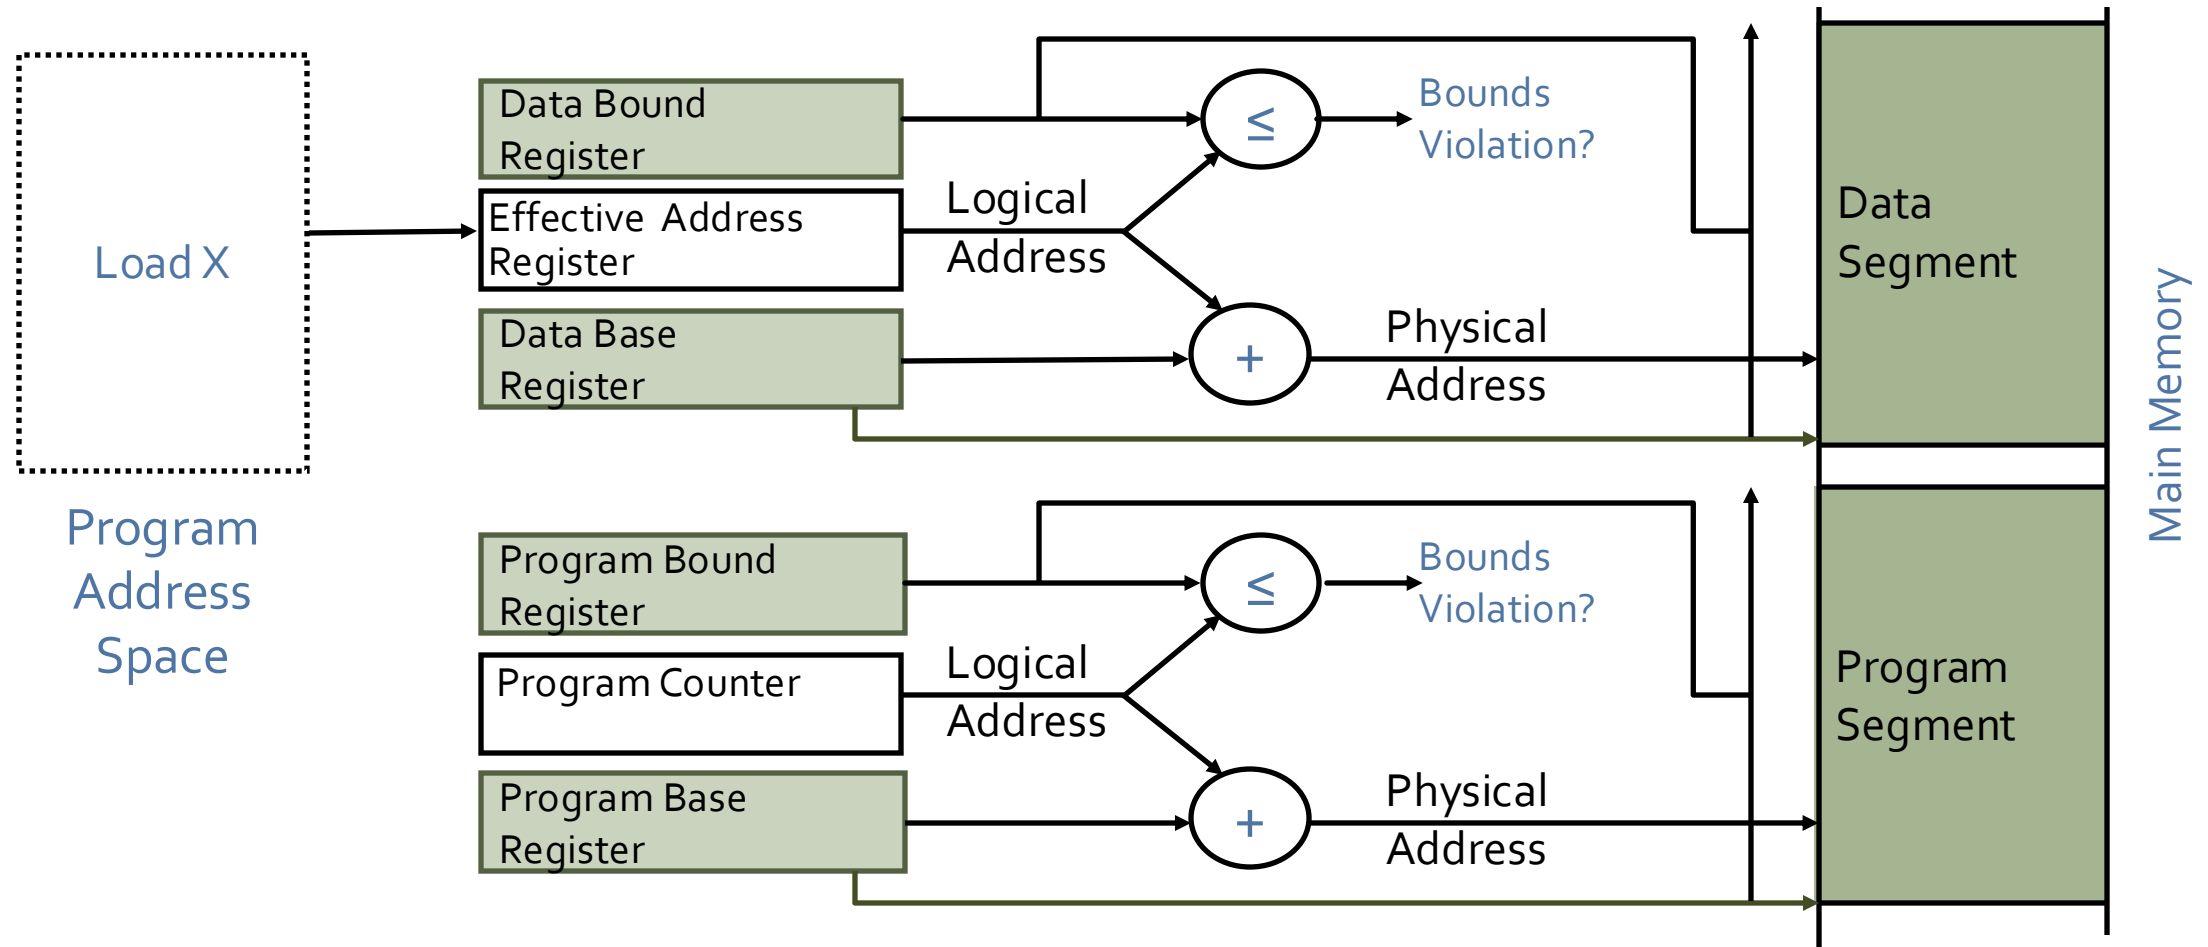 Load X
Program
Address
Space
Data Bound
Register
Effective Address
Register
Data Base
Register
Logical
Address
≤
+
Bounds
Violation?
Physical
Address
Data
Segment
Program Bound
Register
Program Counter
Program Base
Register
Logical
Address
≤
+
Bounds
Violation?
Physical
Address
Program
Segment
Main Memory